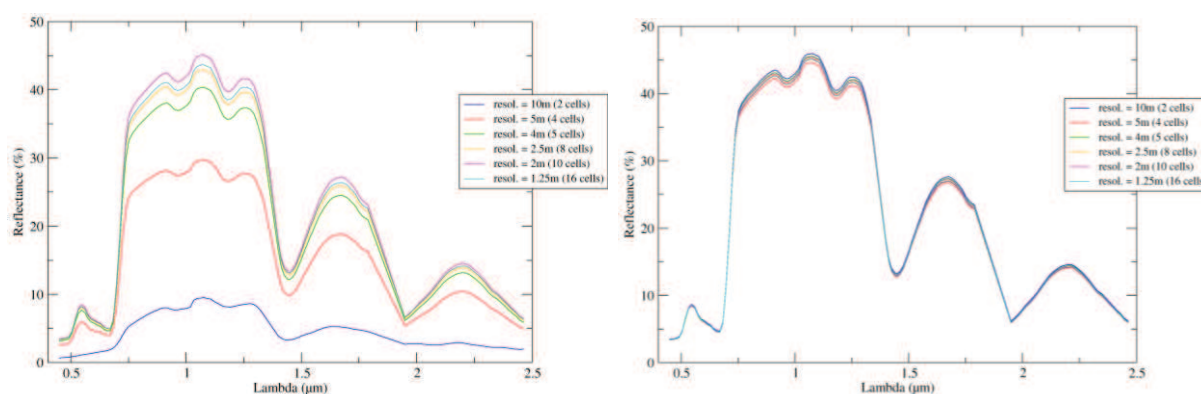 50
40
30
20
10
0
Reflectance (%)
0.5
1
1.5
2
2.5
Lambda (µm)
resol. = 10m (2 cells)
resol. = 5m (4 cells)
resol. = 4m (5 cells)
resol. = 2.5m (8 cells)
resol. = 2m (10 cells)
resol. = 1.25m (16 cells)
50
40
30
20
10
0
Reflectance (%)
0.5
1
1.5
2
2.5
Lambda (µm)
resol. = 10m (2 cells)
resol. = 5m (4 cells)
resol. = 4m (5 cells)
resol. = 2.5m (8 cells)
resol. = 2m (10 cells)
resol. = 1.25m (16 cells